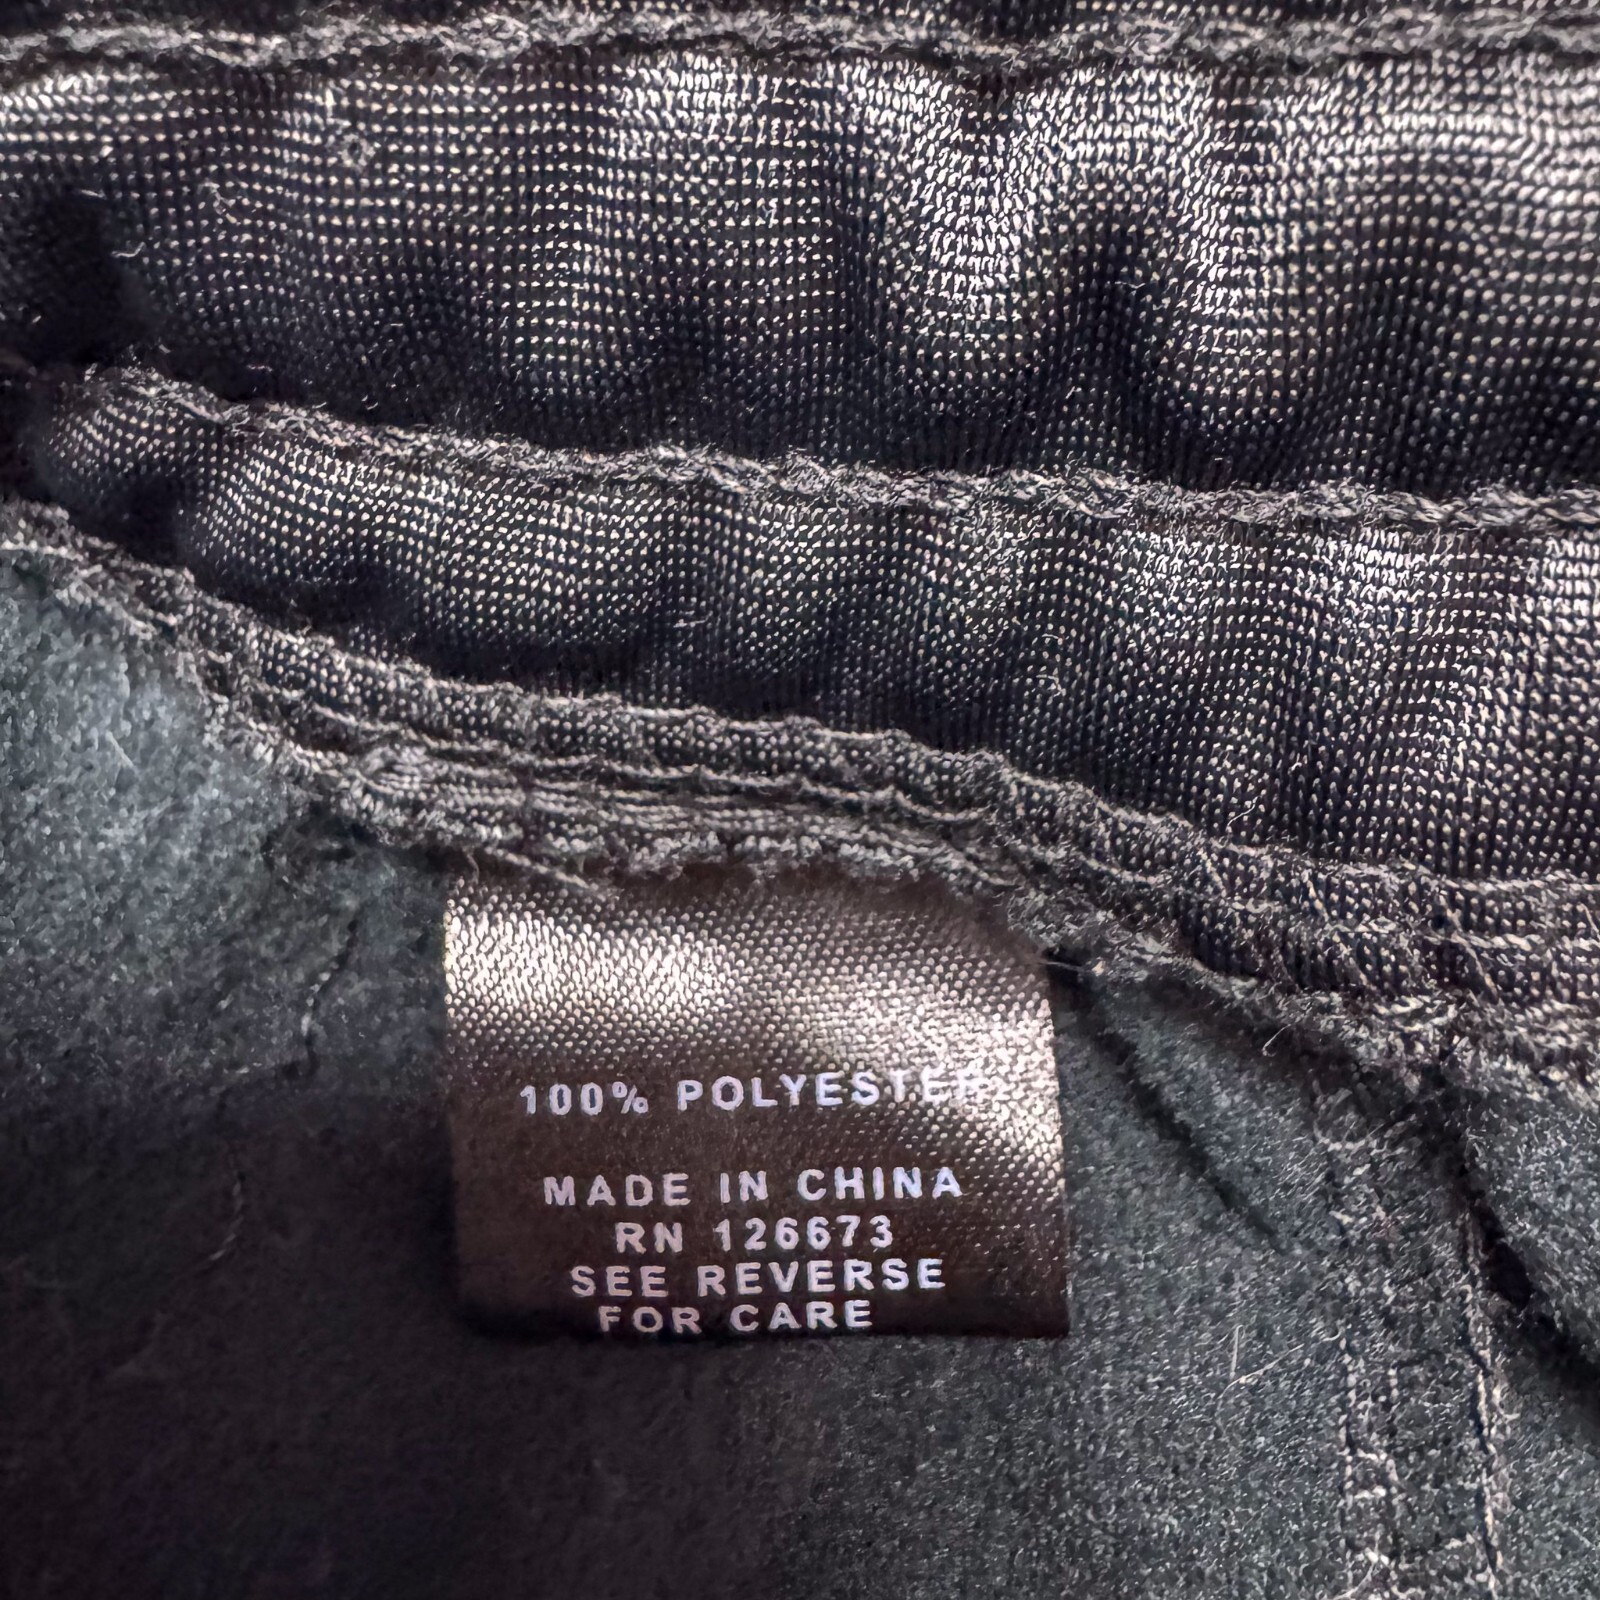 100% POLYESTER
MADE IN CHINA
RN 126673
SEE REVERSE
FOR CARE